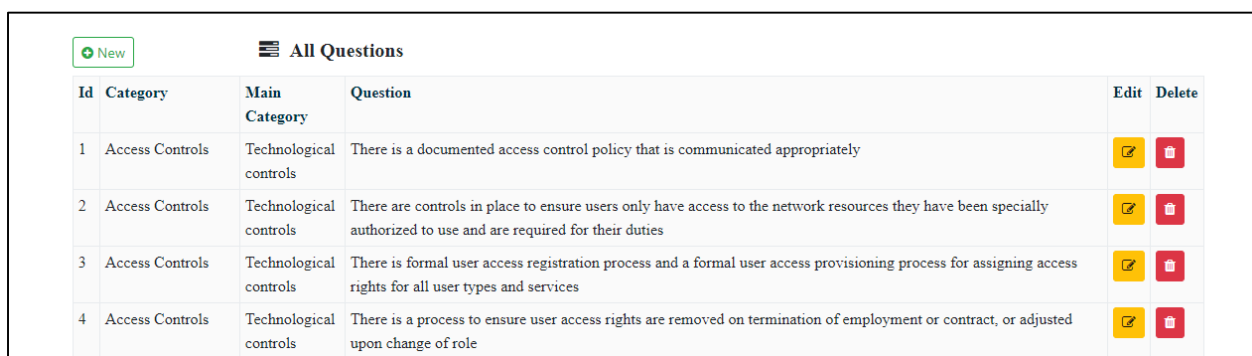 New
All Questions
Id Category Main Category Question Edit Delete
1 Access Controls Technological controls There is a documented access control policy that is communicated appropriately
2 Access Controls Technological controls There are controls in place to ensure users only have access to the network resources they have been specially
authorized to use and are required for their duties
3 Access Controls Technological controls There is formal user access registration process and a formal user access provisioning process for assigning access
rights for all user types and services
4 Access Controls Technological controls There is a process to ensure user access rights are removed on termination of employment or contract, or adjusted
upon change of role